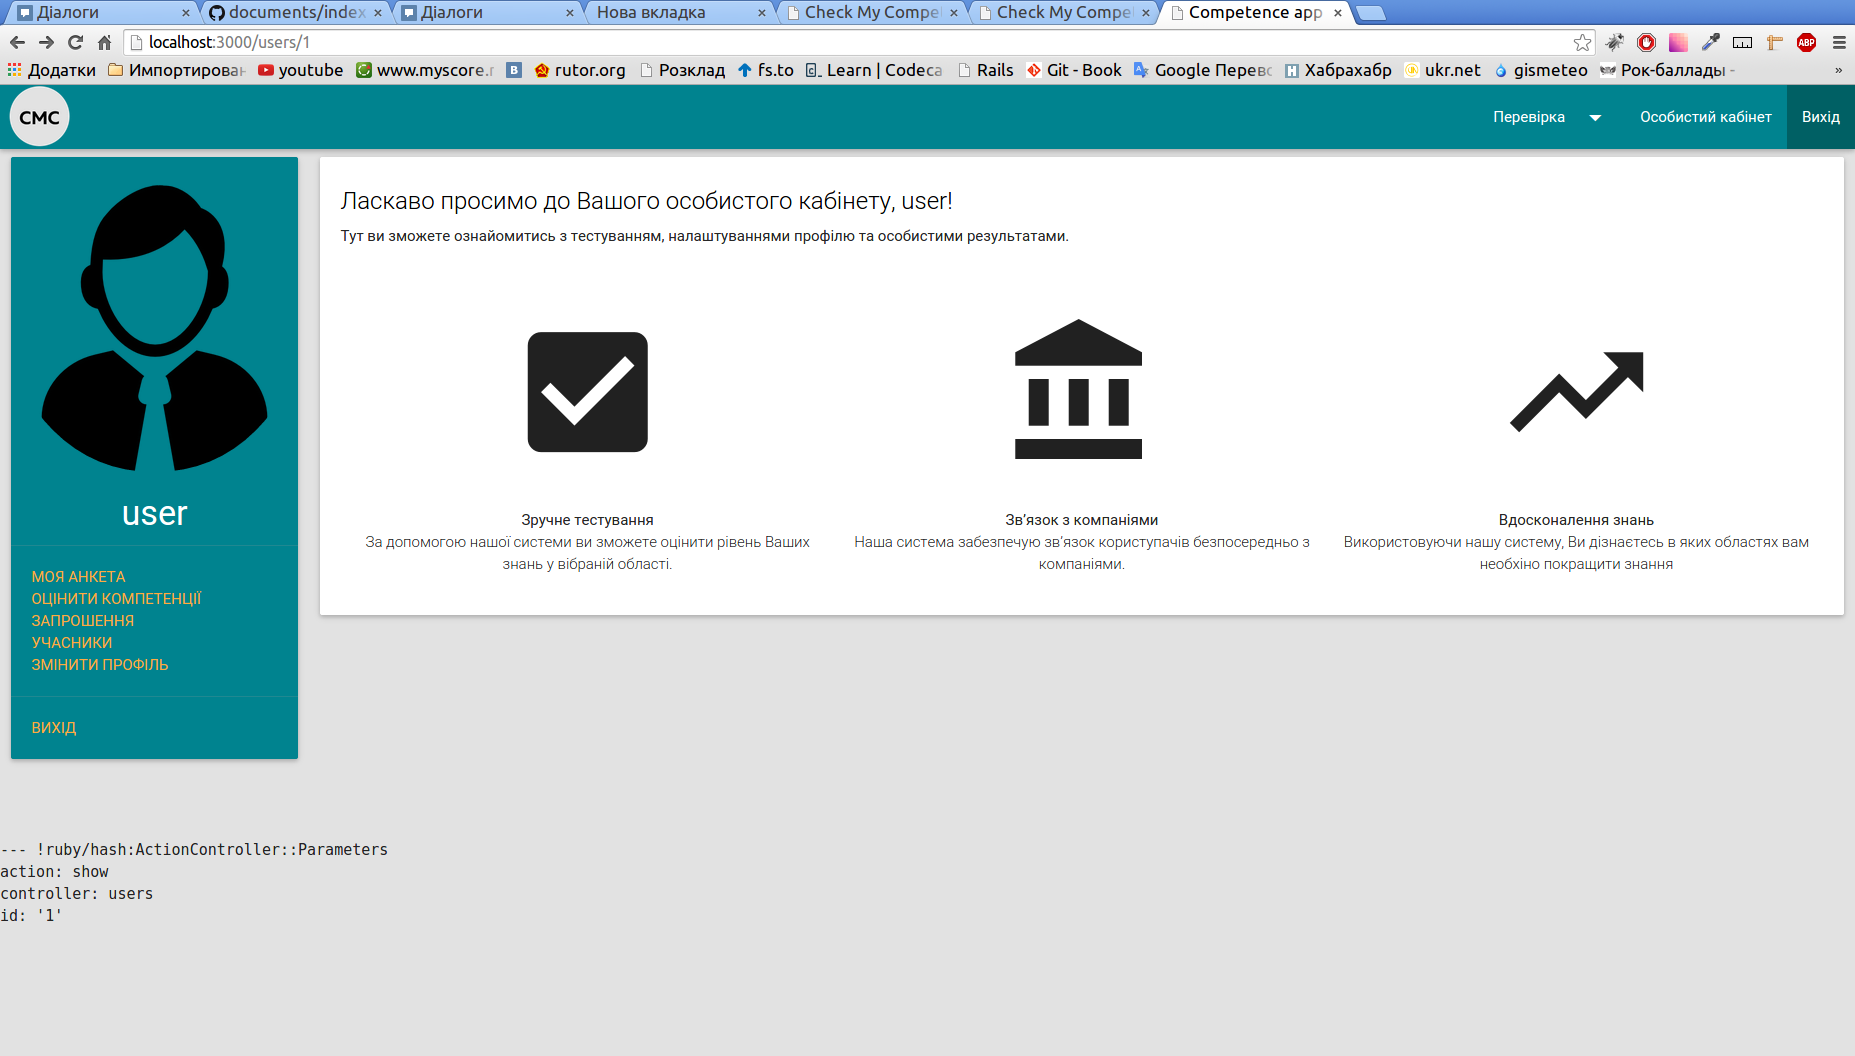 Діалоги
documents/index
Діалоги
Нова вкладка
Check My Compe
Check My Compe
Competence app
localhost:3000/users/1
ABP
Додатки
Импортирован
youtube
www.myscore.r
B
rutor.org
Розклад
fs.to
Learn | Codeca
Rails
Git - Book
Google Перево
Хабрахабр
ukr.net
gismeteo
Рок-баллады -
»
CMC
Перевірка
Особистий кабінет
Вихід
user
МОЯ АНКЕТА
ОЦІНИТИ КОМПЕТЕНЦІЇ
ЗАПРОШЕННЯ
УЧАСНИКИ
ЗМІНИТИ ПРОФІЛЬ
ВИХІД
Ласкаво просимо до Вашого особистого кабінету, user!
Тут ви зможете ознайомитись з тестуванням, налаштуваннями профілю та особистими результатами.
Зручне тестування
За допомогою нашої системи ви зможете оцінити рівень Ваших
знань у вібраній області.
Зв’язок з компаніями
Наша система забезпечую зв’язок користупачів безпосередньо з
компаніями.
Вдосконалення знань
Використовуючи нашу систему, Ви дізнаєтесь в яких областях вам
необхіно покращити знання
--- !ruby/hash:ActionController::Parameters
action: show
controller: users
id: '1'